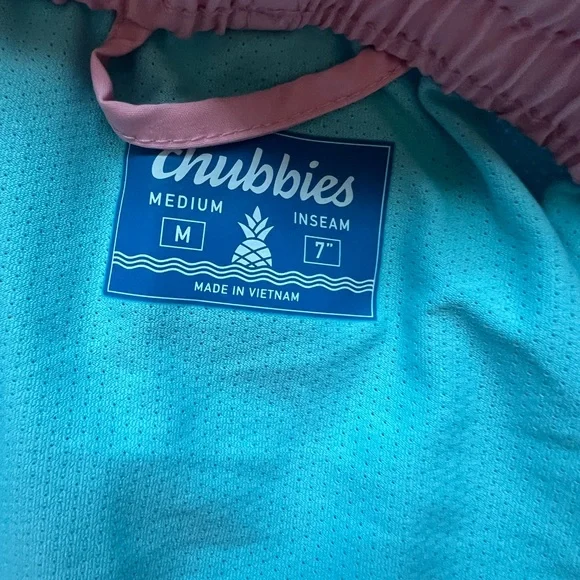 chubbies
MEDIUM
INSEAM
M
7"
MADE IN VIETNAM